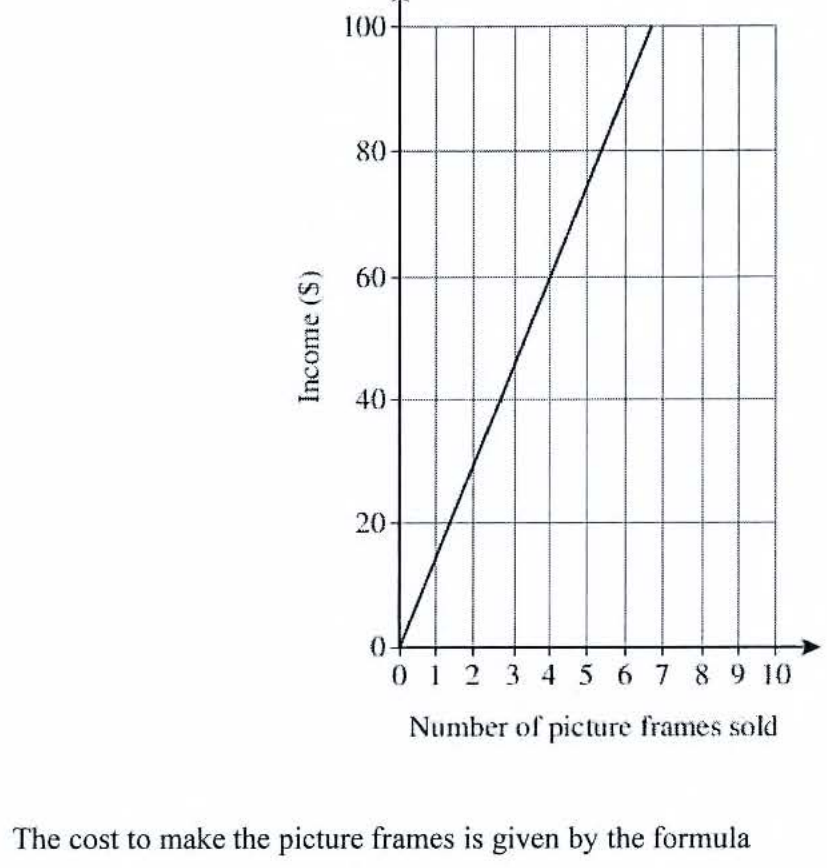 100
80
60
40
20
0
Income ($)
0 1 2 3 4 5 6 7 8 9 10
Number of picture frames sold
The cost to make the picture frames is given by the formula